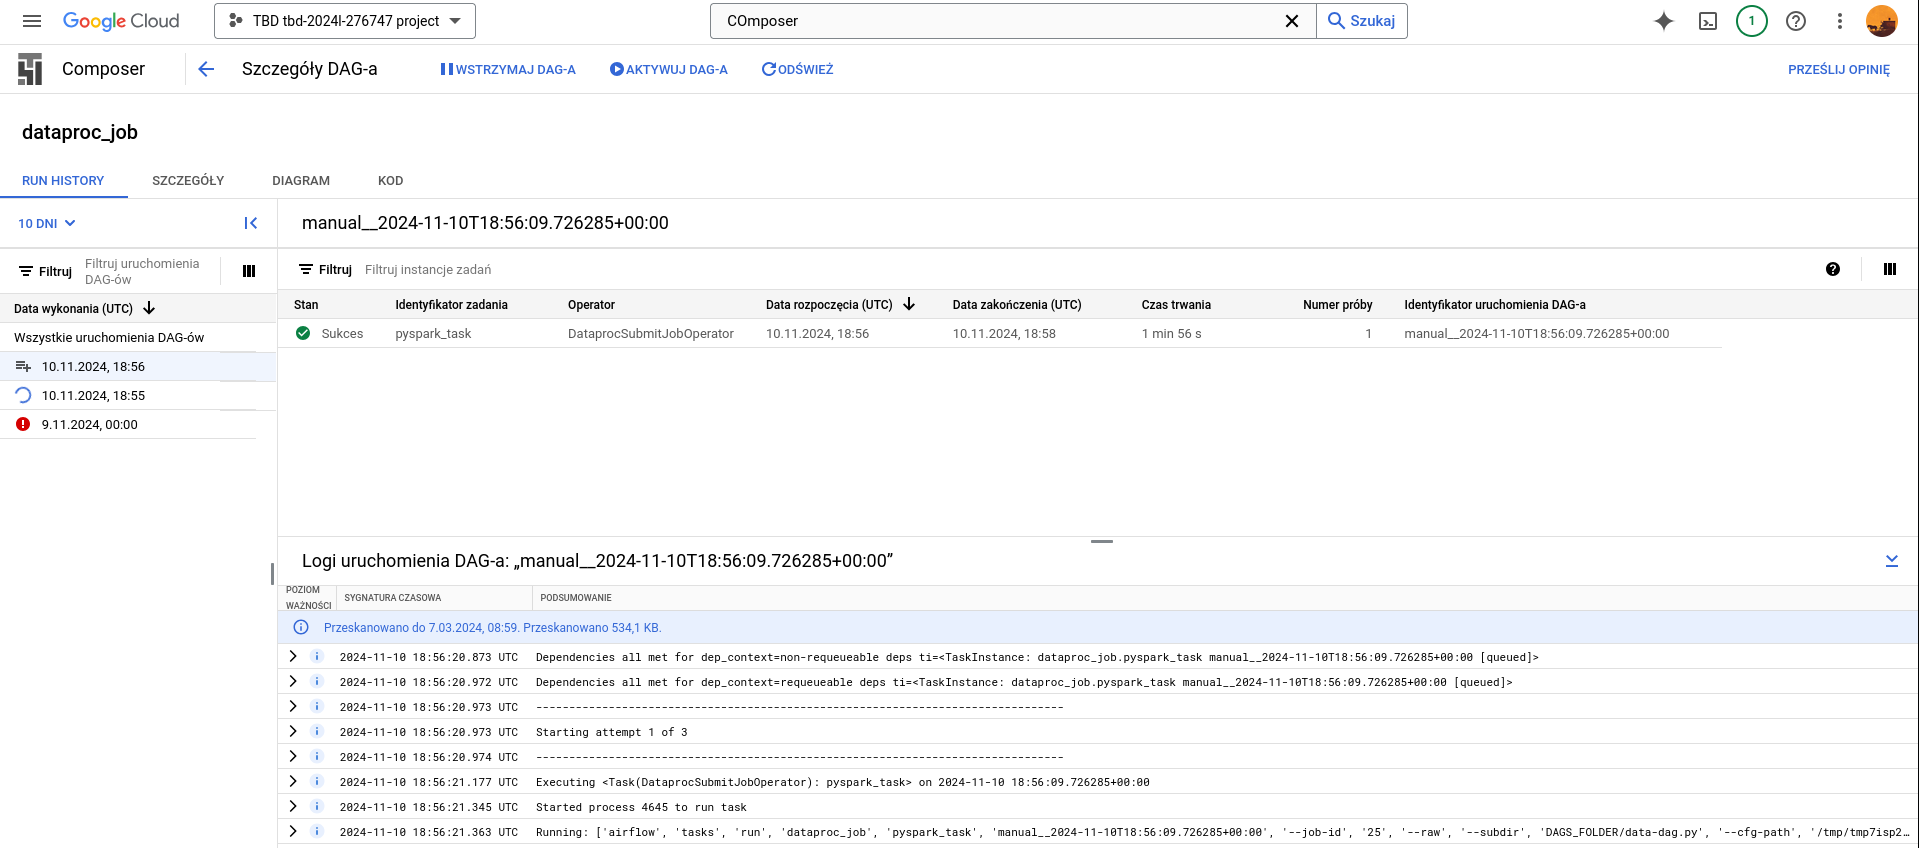 Google Cloud
TBD tbd-2024l-276747 project
COmposer
Szukaj
1
Composer
Szczegóły DAG-a
WSTRZYMAJ DAG-A
AKTYWUJ DAG-A
ODŚWIEŻ
PRZEŚLIJ OPINIĘ
dataproc_job
RUN HISTORY
SZCZEGÓŁY
DIAGRAM
KOD
10 DNI
manual__2024-11-10T18:56:09.726285+00:00
Filtruj
Filtruj uruchomienia
DAG-ów
Filtruj
Filtruj instancje zadań
Data wykonania (UTC)
Wszystkie uruchomienia DAG-ów
10.11.2024, 18:56
10.11.2024, 18:55
9.11.2024, 00:00
Stan Identyfikator zadania Operator Data rozpoczęcia (UTC) Data zakończenia (UTC) Czas trwania Numer próby Identyfikator uruchomienia DAG-a
Sukces pyspark_task DataprocSubmitJobOperator 10.11.2024, 18:56 10.11.2024, 18:58 1 min 56 s 1 manual__2024-11-10T18:56:09.726285+00:00
Logi uruchomienia DAG-a: „manual__2024-11-10T18:56:09.726285+00:00”
POZIOM
WAŻNOŚCI
SYGNATURA CZASOWA
PODSUMOWANIE
Przeskanowano do 7.03.2024, 08:59. Przeskanowano 534,1 KB.
2024-11-10 18:56:20.873 UTC Dependencies all met for dep_context=non-requeueable deps ti=<TaskInstance: dataproc_job.pyspark_task manual__2024-11-10T18:56:09.726285+00:00 [queued]>
2024-11-10 18:56:20.972 UTC Dependencies all met for dep_context=requeueable deps ti=<TaskInstance: dataproc_job.pyspark_task manual__2024-11-10T18:56:09.726285+00:00 [queued]>
2024-11-10 18:56:20.973 UTC --------------------------------------------------------------------------------
2024-11-10 18:56:20.973 UTC Starting attempt 1 of 3
2024-11-10 18:56:20.974 UTC --------------------------------------------------------------------------------
2024-11-10 18:56:21.177 UTC Executing <Task(DataprocSubmitJobOperator): pyspark_task> on 2024-11-10 18:56:09.726285+00:00
2024-11-10 18:56:21.345 UTC Started process 4645 to run task
2024-11-10 18:56:21.363 UTC Running: ['airflow', 'tasks', 'run', 'dataproc_job', 'pyspark_task', 'manual__2024-11-10T18:56:09.726285+00:00', '--job-id', '25', '--raw', '--subdir', 'DAGS_FOLDER/data-dag.py', '--cfg-path', '/tmp/tmp7isp2…